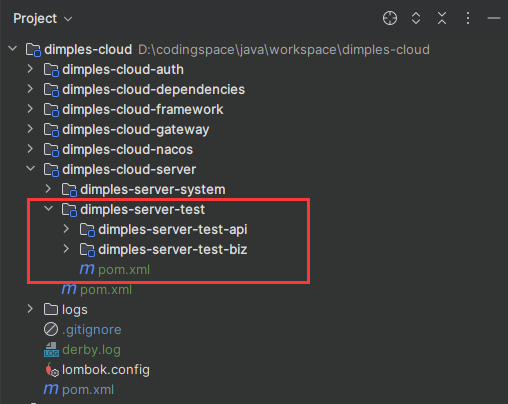 Project
dimples-cloud D:\codingspace\java\workspace\dimples-cloud
dimples-cloud-auth
dimples-cloud-dependencies
dimples-cloud-framework
dimples-cloud-gateway
dimples-cloud-nacos
dimples-cloud-server
dimples-server-system
dimples-server-test
dimples-server-test-api
dimples-server-test-biz
m pom.xml
m pom.xml
logs
.gitignore
LOG derby.log
lombok.config
m pom.xml